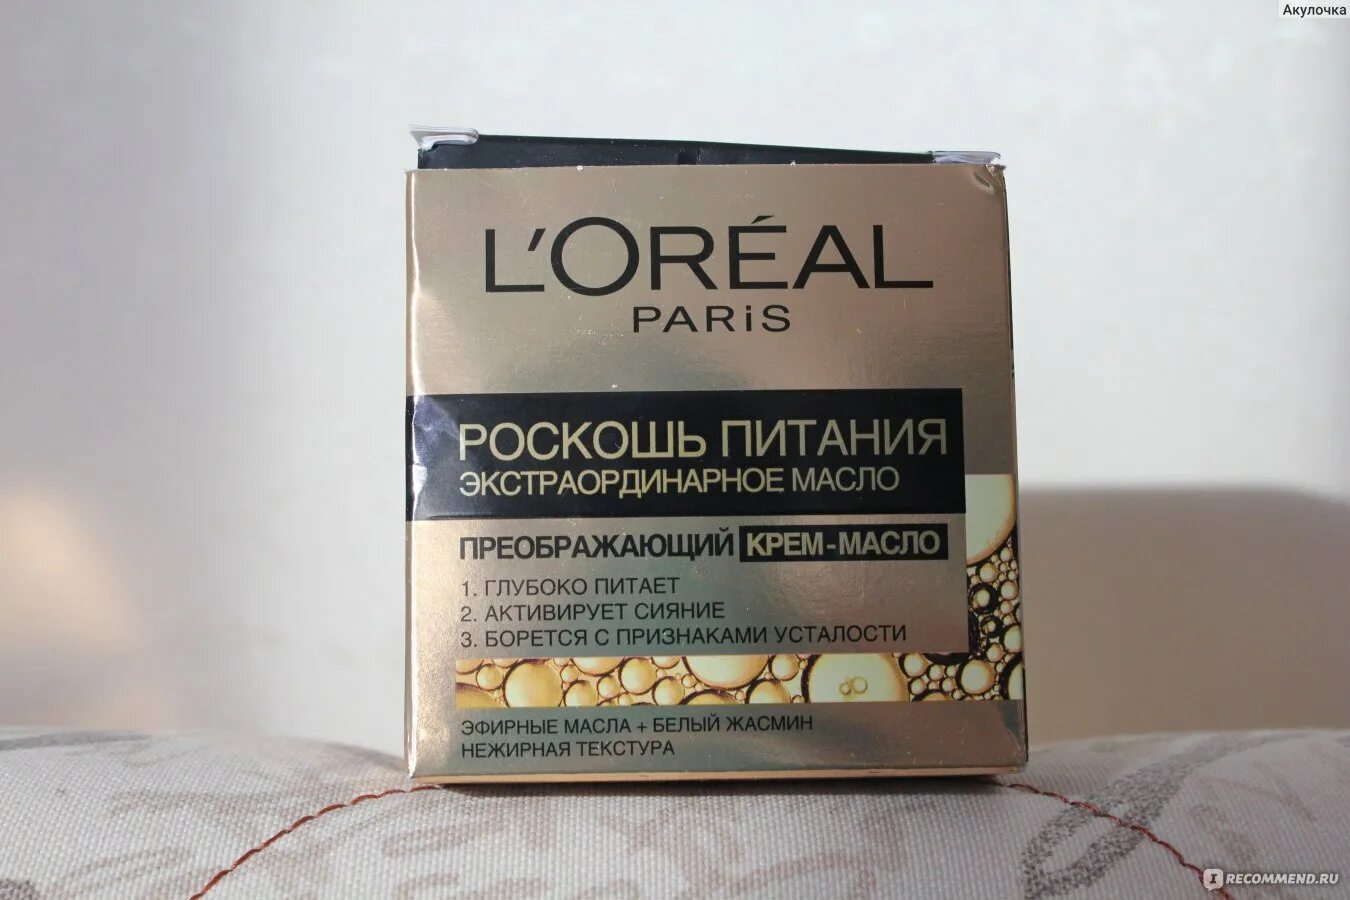 Акулочка
L'ORÉAL
PARiS
РОСКОШЬ ПИТАНИЯ
ЭКСТРАОРДИНАРНОЕ МАСЛО
ПРЕОБРАЖАЮЩИЙ КРЕМ-МАСЛО
1. ГЛУБОКО ПИТАЕТ
2. АКТИВИРУЕТ СИЯНИЕ
3. БОРЕТСЯ С ПРИЗНАКАМИ УСТАЛОСТИ
ЭФИРНЫЕ МАСЛА + БЕЛЫЙ ЖАСМИН
НЕЖИРНАЯ ТЕКСТУРА
IRECOMMEND.RU